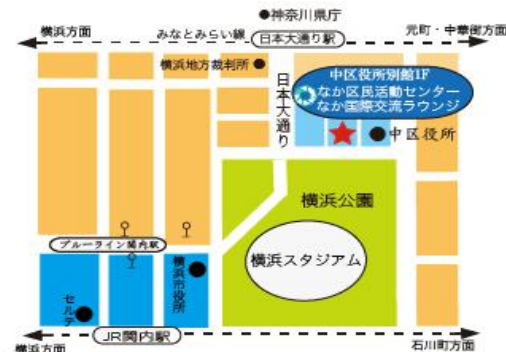 ●神奈川県庁
横浜方面
みなとみらい線
日本大通り駅
元町・中華街方面
横浜地方裁判所
日本大通り
中区役所別館1F
なか区民活動センター
なか国際交流ラウンジ
中区役所
横浜公園
横浜スタジアム
ブルーライン関内駅
横浜市役所
セルテ
JR関内駅
横浜方面
石川町方面